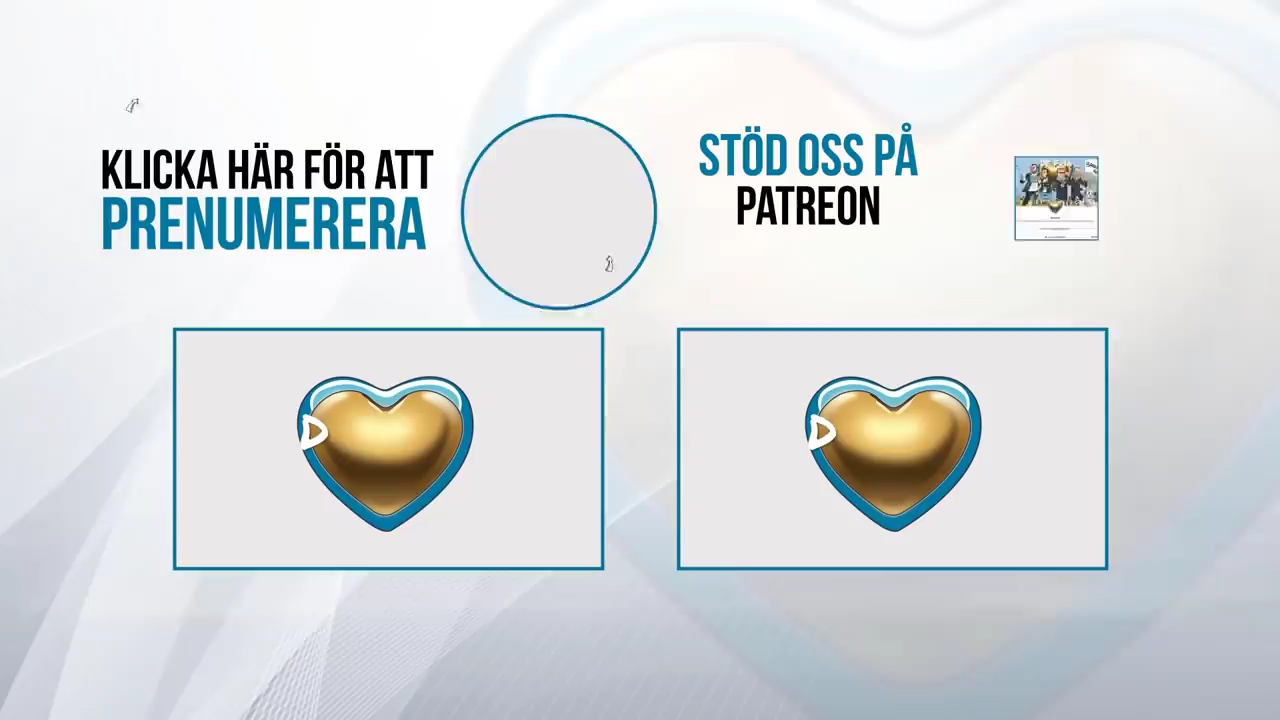 KLICKA HÄR FÖR ATT
PRENUMERERA
STÖD OSS PÅ
PATREON